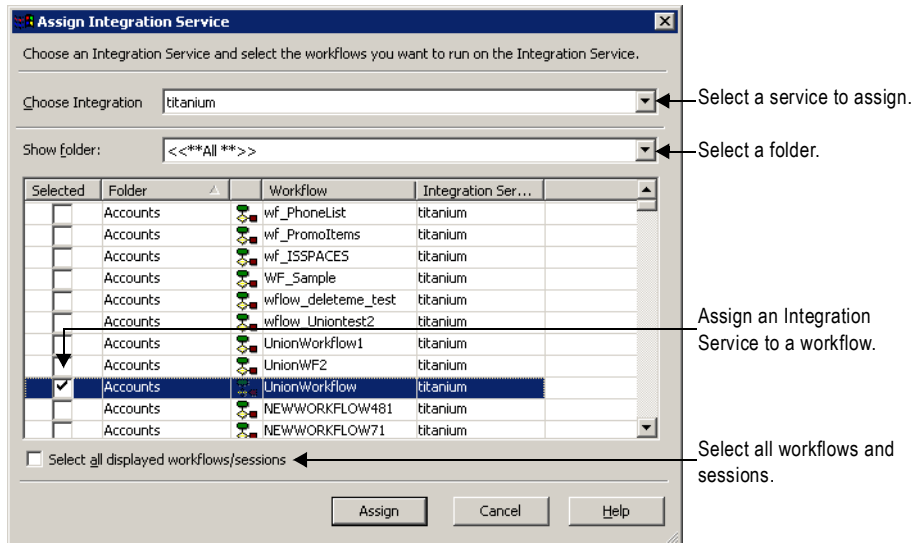 Assign Integration Service
Choose an Integration Service and select the workflows you want to run on the Integration Service.
Choose Integration titanium
Select a service to assign.
Show folder: <<**All **>>
Select a folder.
Selected Folder Workflow Integration Ser...
Accounts wf_PhoneList titanium
Accounts wf_PromoItems titanium
Accounts wf_ISSPACES titanium
Accounts WF_Sample titanium
Accounts wflow_deleteme_test titanium
Accounts wflow_Uniontest2 titanium
Accounts UnionWorkflow1 titanium
Accounts UnionWF2 titanium
Accounts UnionWorkflow titanium
Accounts NEWWORKFLOW481 titanium
Accounts NEWWORKFLOW71 titanium
Assign an Integration
Service to a workflow.
Select all displayed workflows/sessions
Select all workflows and
sessions.
Assign Cancel Help